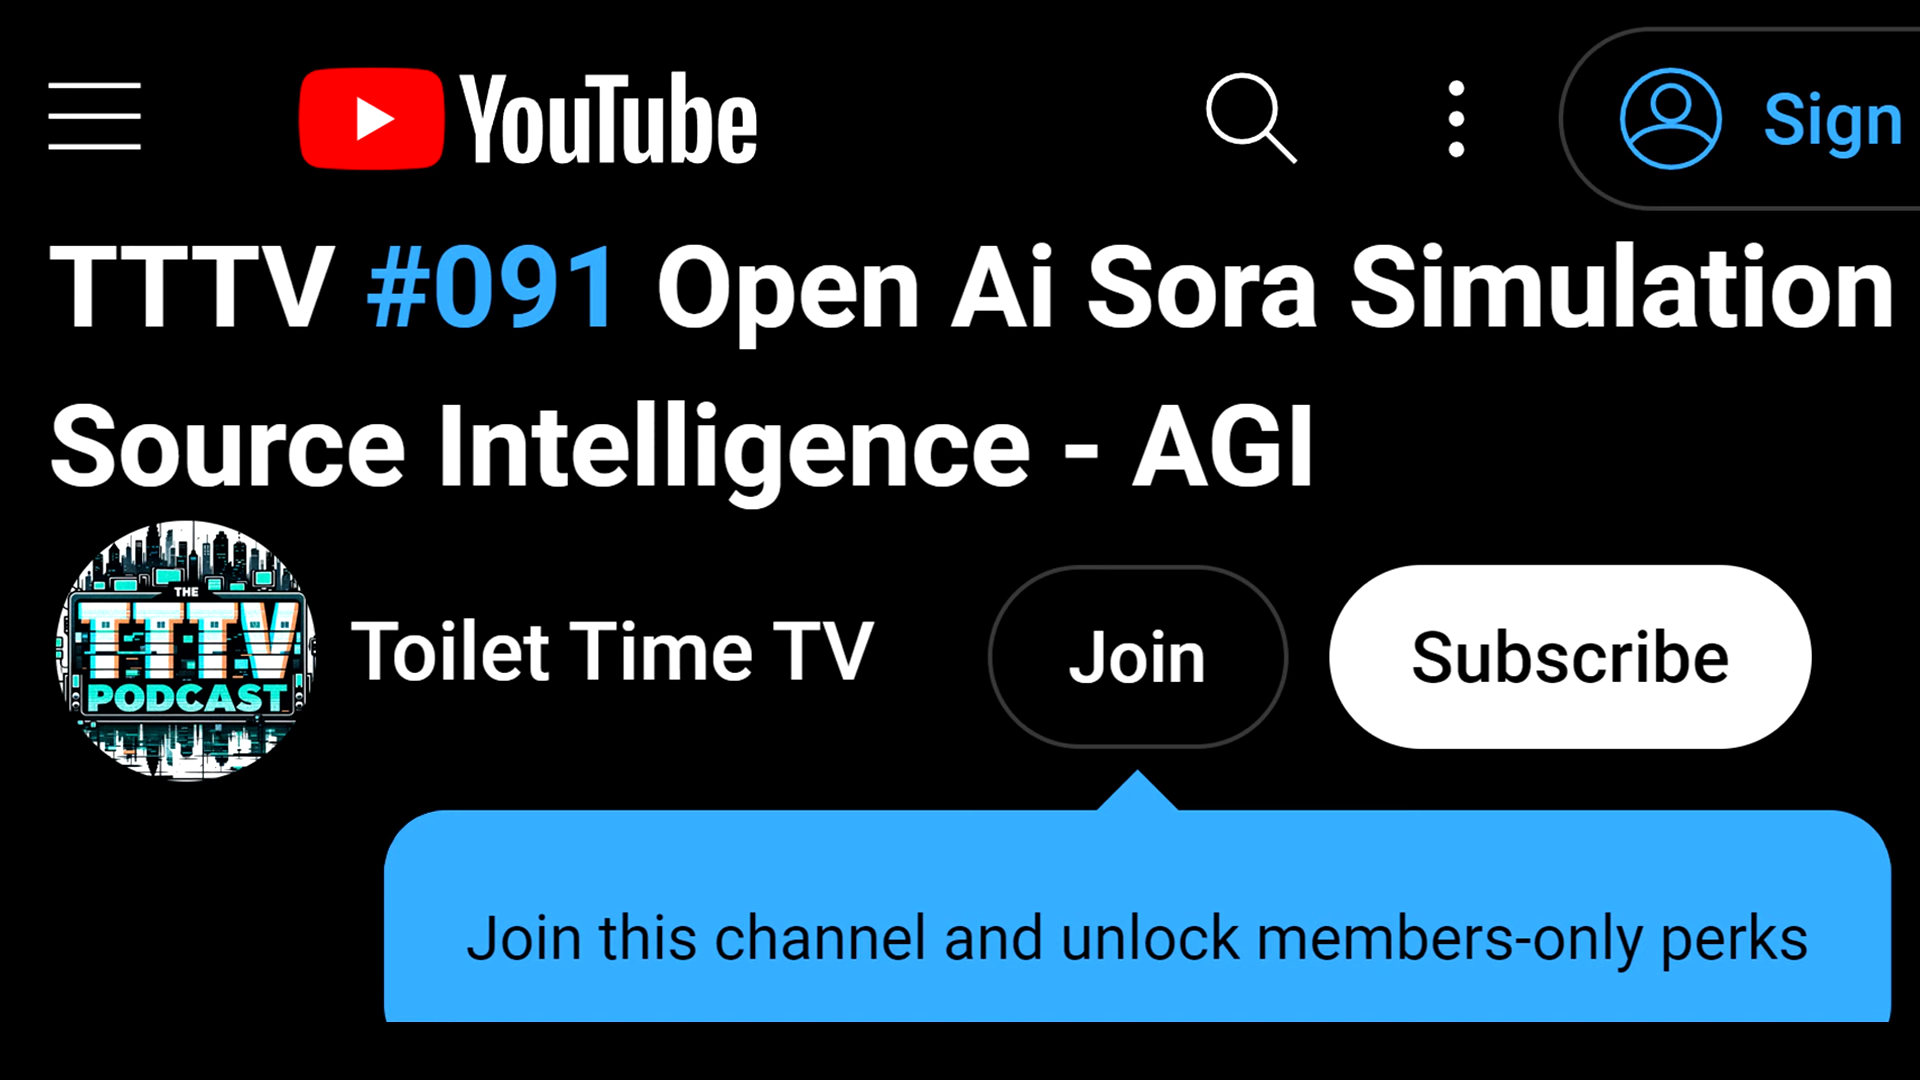 YouTube
Sign
TTTV #091 Open Ai Sora Simulation
Source Intelligence - AGI
THE
TTTV
PODCAST
Toilet Time TV
Join
Subscribe
Join this channel and unlock members-only perks